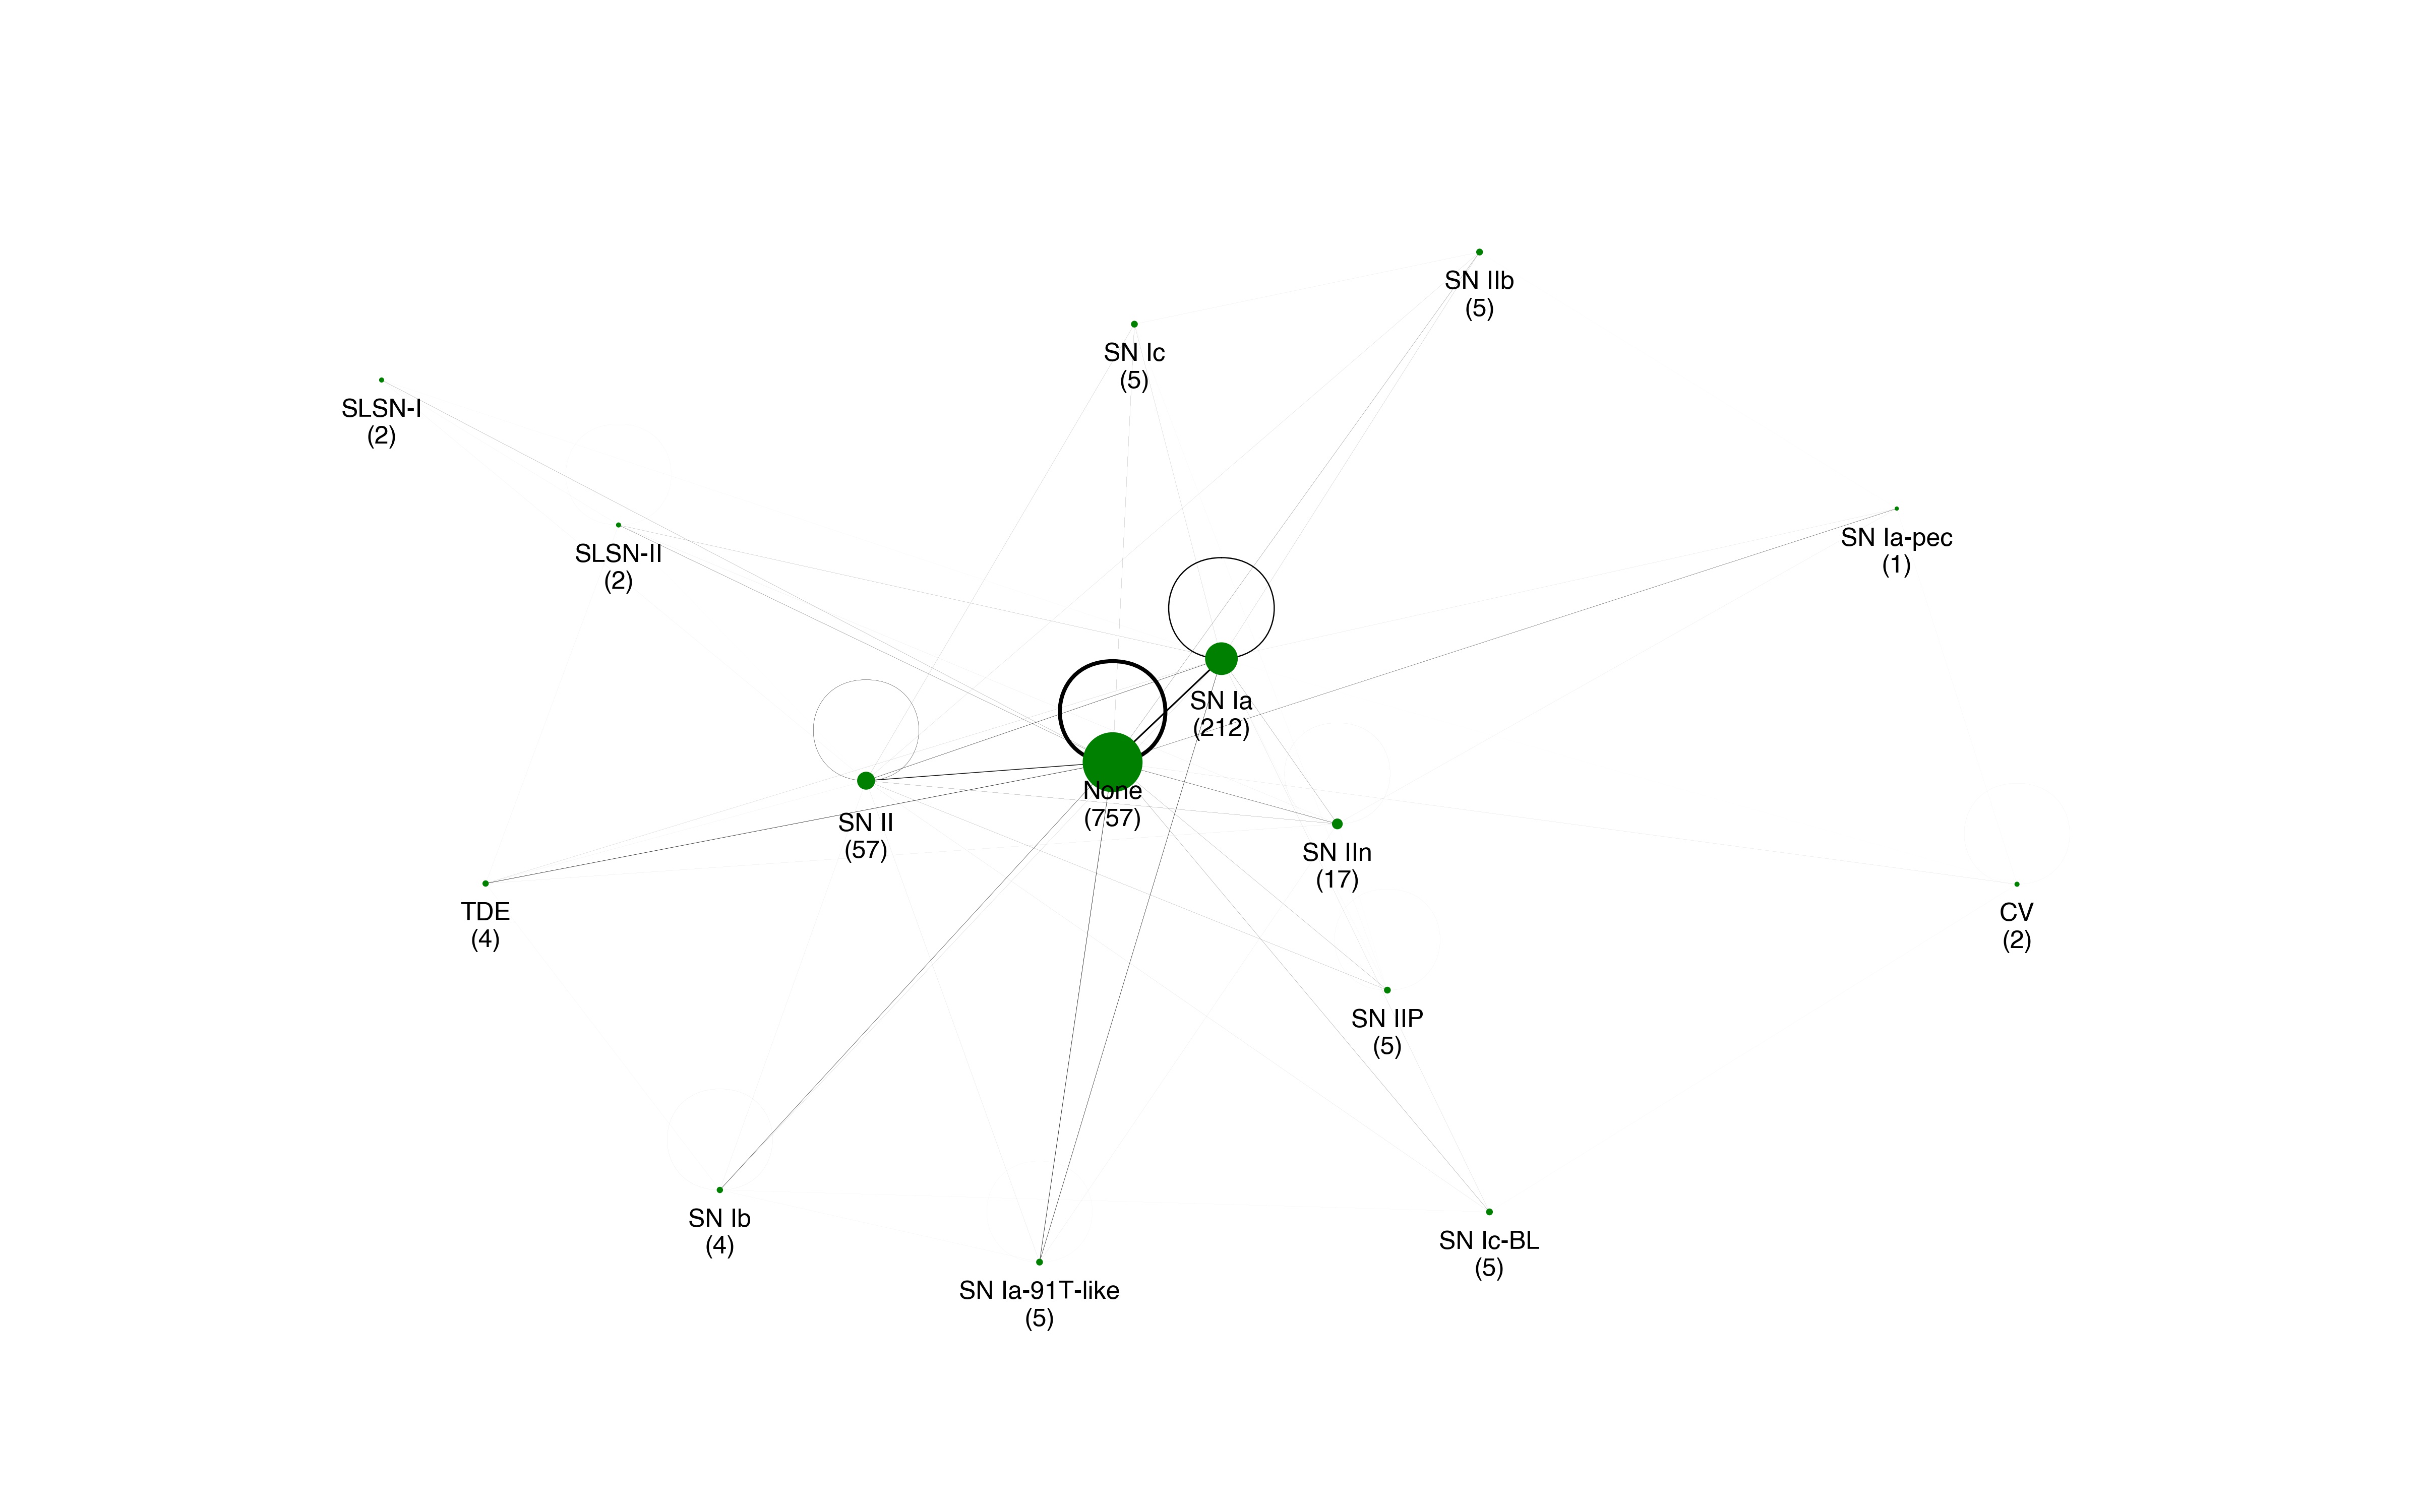 SN IIb
(5)
SN Ic
(5)
SLSN-I
(2)
SLSN-II
(2)
SN Ia-pec
(1)
SN Ia
(212)
None
(757)
SN II
(57)
SN IIn
(17)
TDE
(4)
CV
(2)
SN IIP
(5)
SN Ib
(4)
SN Ic-BL
(5)
SN Ia-91T-like
(5)